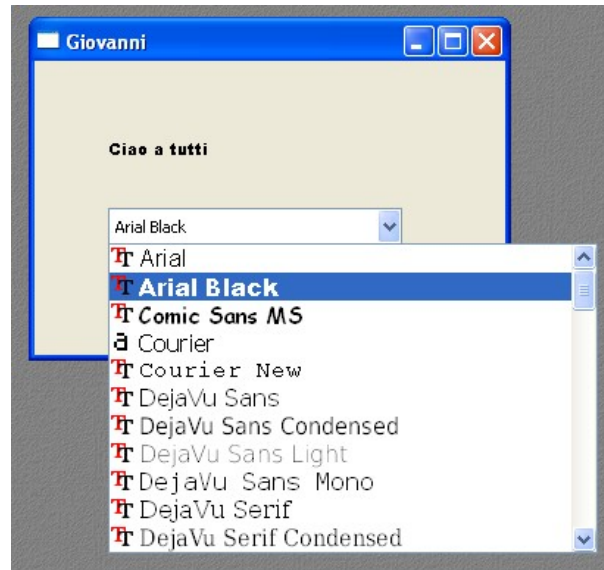 Giovanni
Ciao a tutti
Arial Black
Arial
Arial Black
Comic Sans MS
Courier
Courier New
DejaVu Sans
DejaVu Sans Condensed
DejaVu Sans Light
DejaVu Sans Mono
DejaVu Serif
DejaVu Serif Condensed